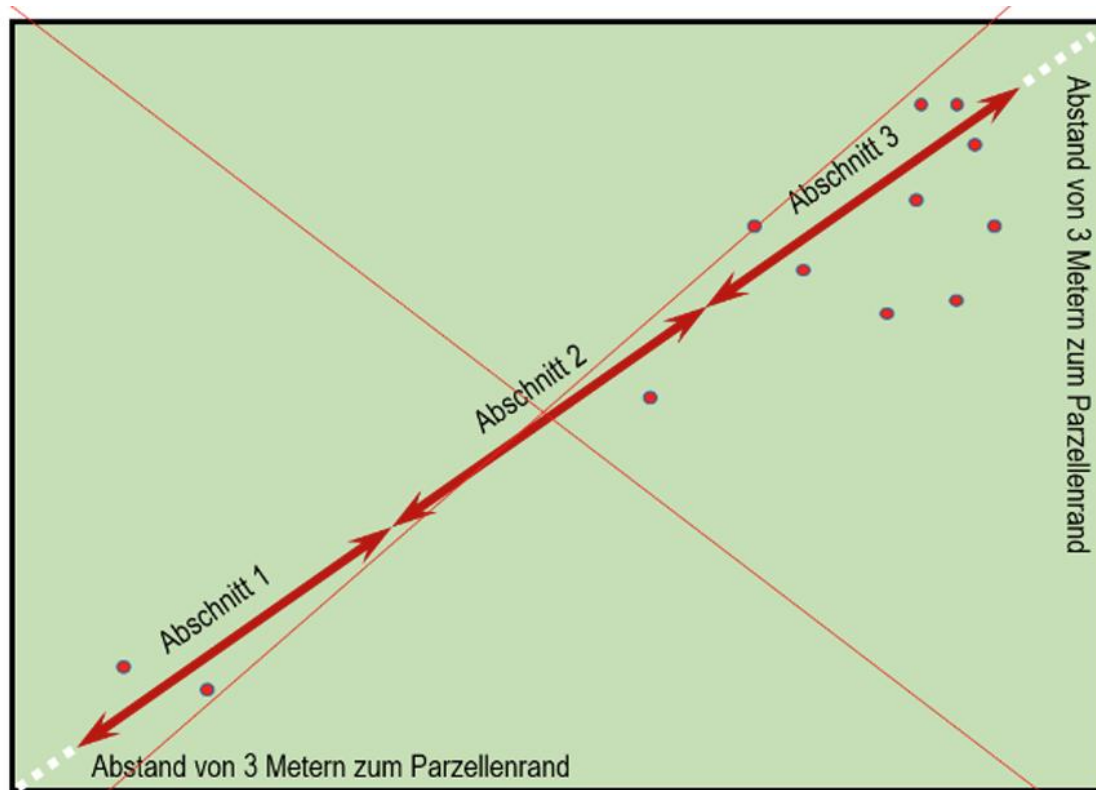 Abschnitt 1
Abschnitt 2
Abschnitt 3
Abstand von 3 Metern zum Parzellenrand
Abstand von 3 Metern zum Parzellenrand